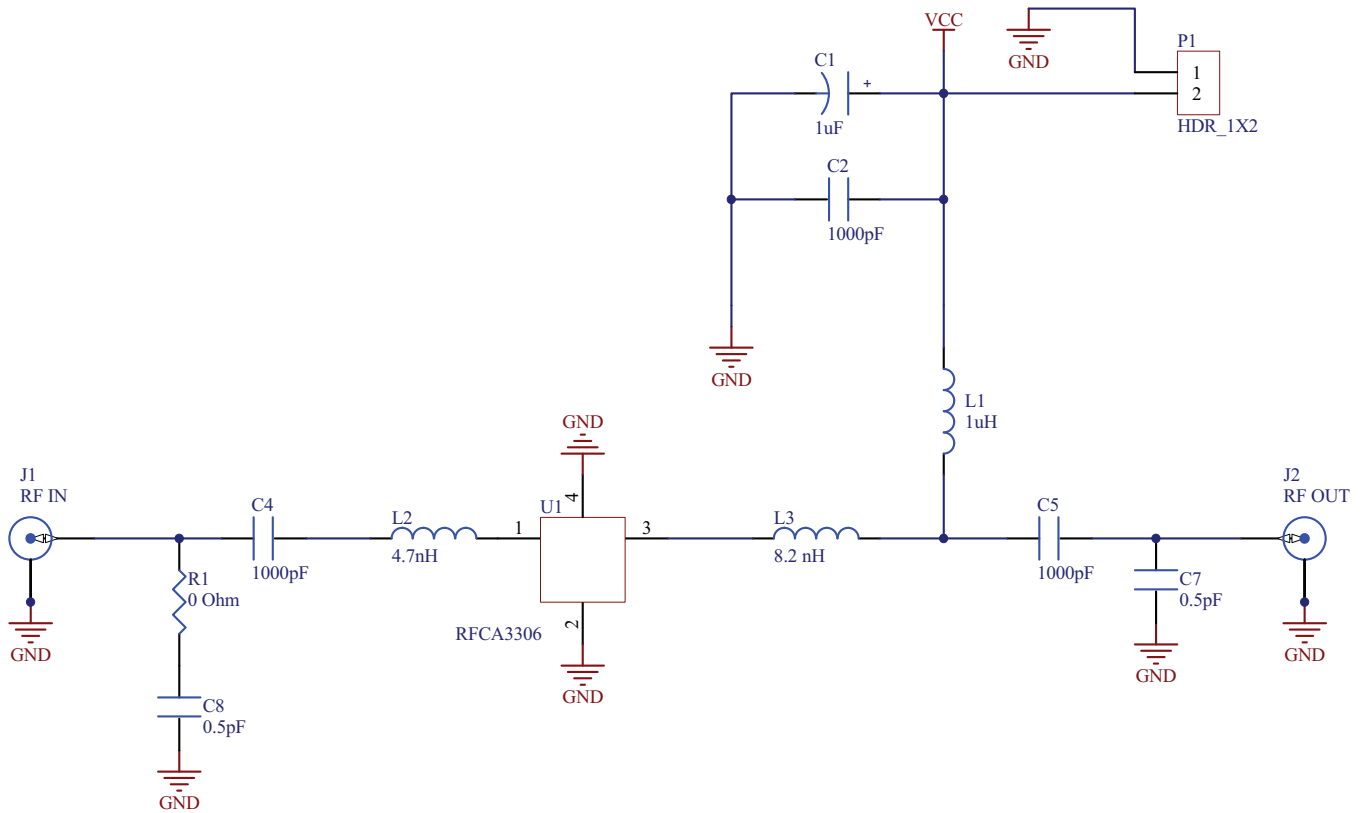 VCC
GND
P1
1
2
HDR_1X2
C1
+
1uF
C2
1000pF
GND
L1
1uH
GND
J1
RF IN
C4
1000pF
L2
4.7nH
U1
1
4
3
2
RFCA3306
GND
L3
8.2 nH
C5
1000pF
J2
RF OUT
R1
0 Ohm
C7
0.5pF
GND
GND
GND
C8
0.5pF
GND